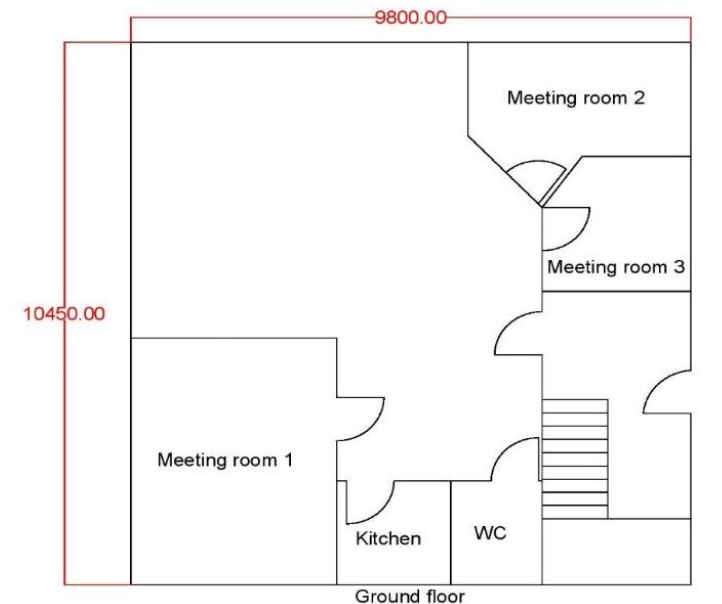 9800.00
Meeting room 2
Meeting room 3
10450.00
Meeting room 1
Kitchen
WC
Ground floor